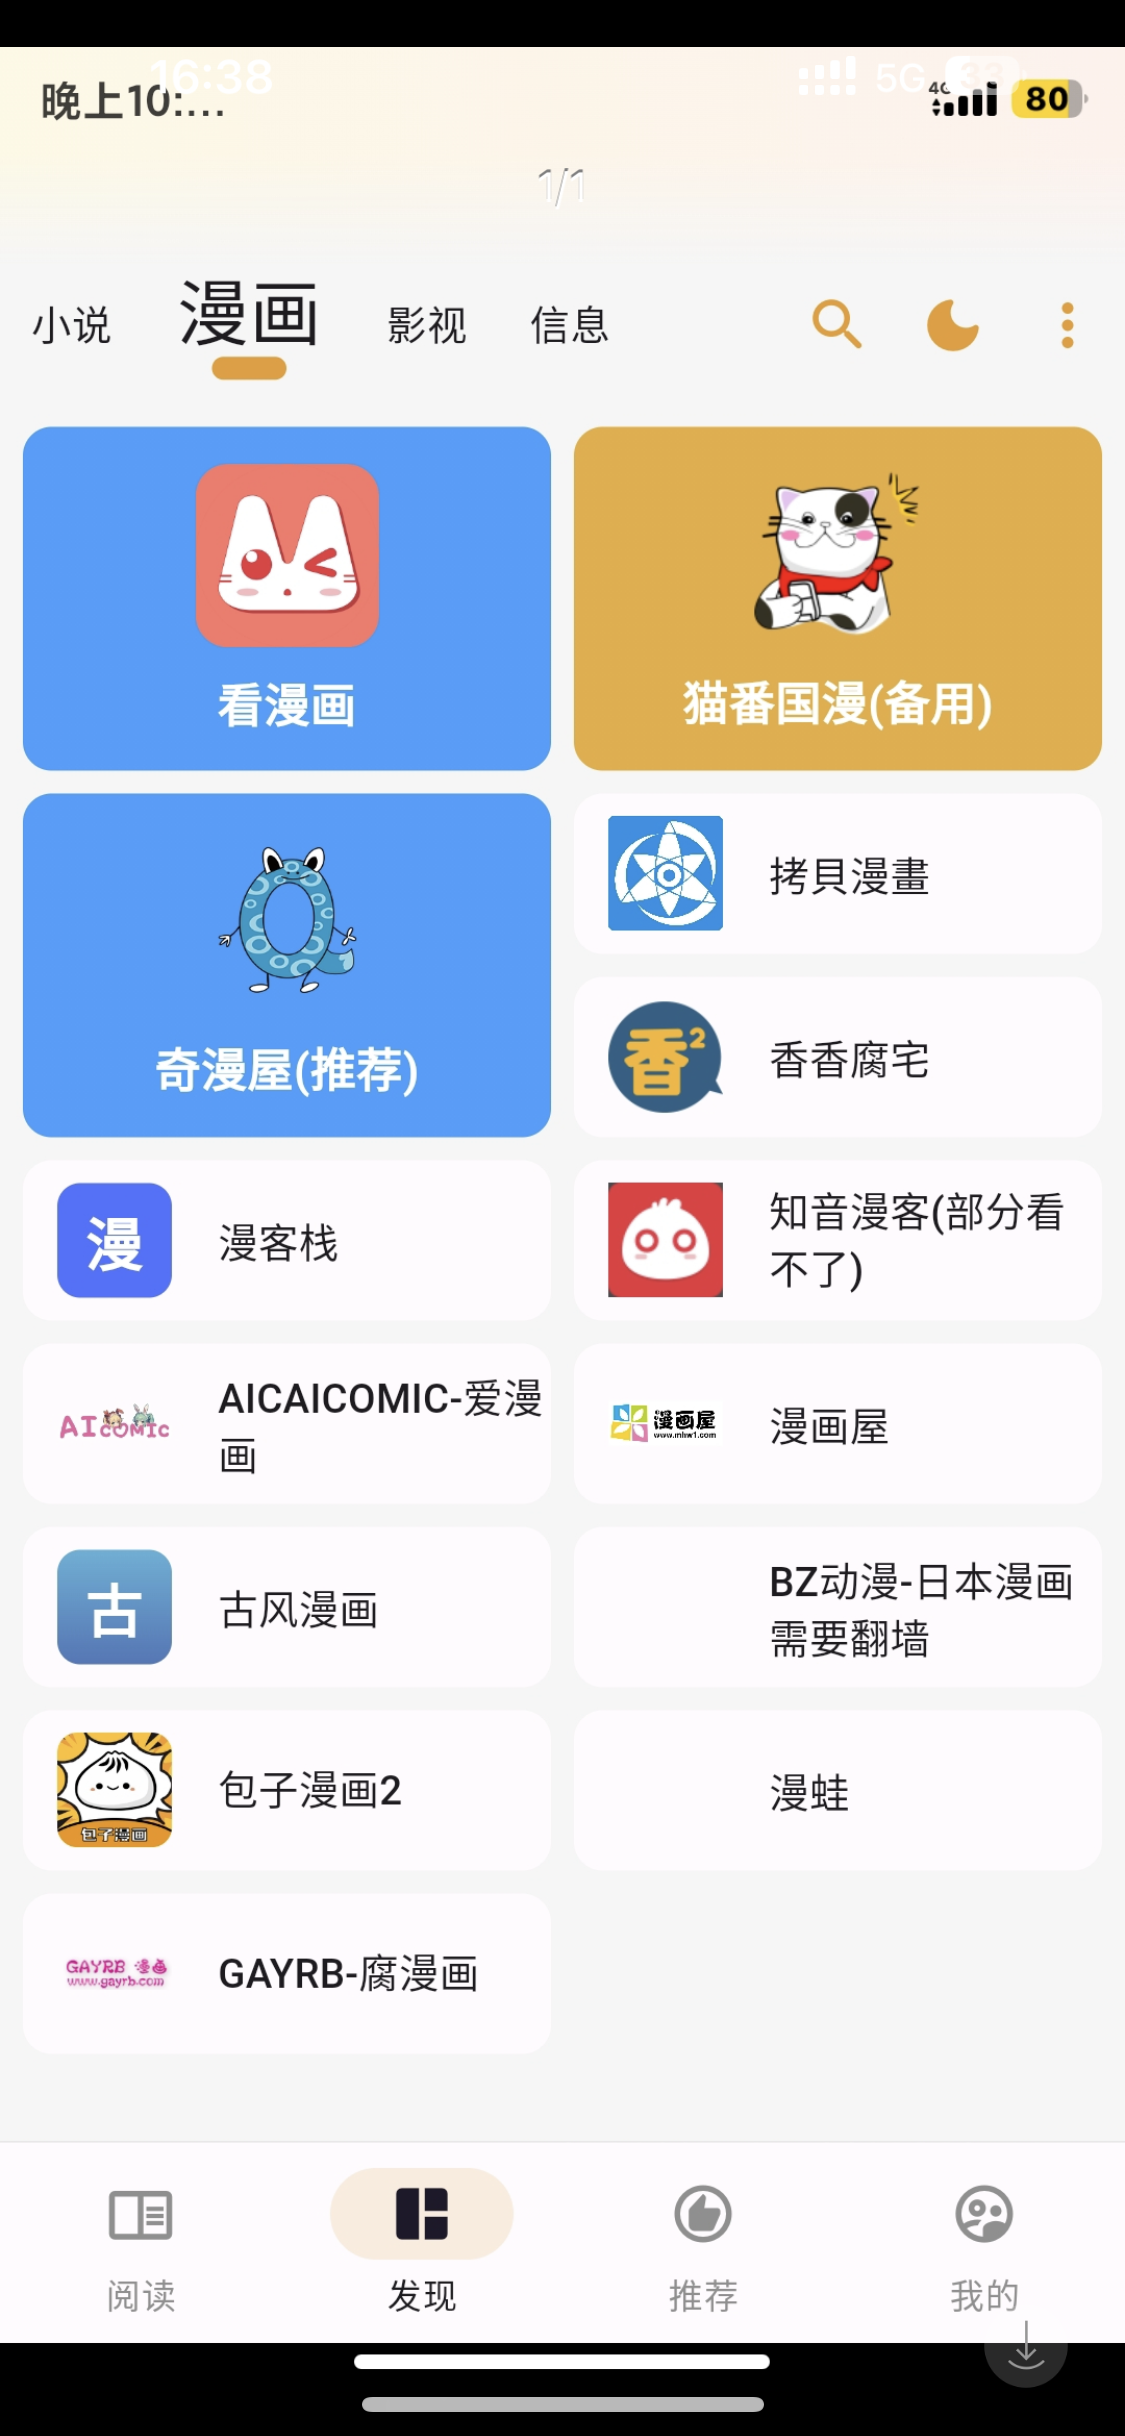 晚上10:...
16:38
5G
33
4G
80
1/1
小说
漫画
影视
信息
看漫画
猫番国漫(备用)
奇漫屋(推荐)
拷貝漫畫
香2
香香腐宅
漫
漫客栈
知音漫客(部分看
不了)
AICOMIC
AICAICOMIC-爱漫
画
漫画屋
www.mhw1.com
漫画屋
古
古风漫画
BZ动漫-日本漫画
需要翻墙
包子漫画
包子漫画2
漫蛙
GAYRB 漫画
www.gayrb.com
GAYRB-腐漫画
阅读
发现
推荐
我的